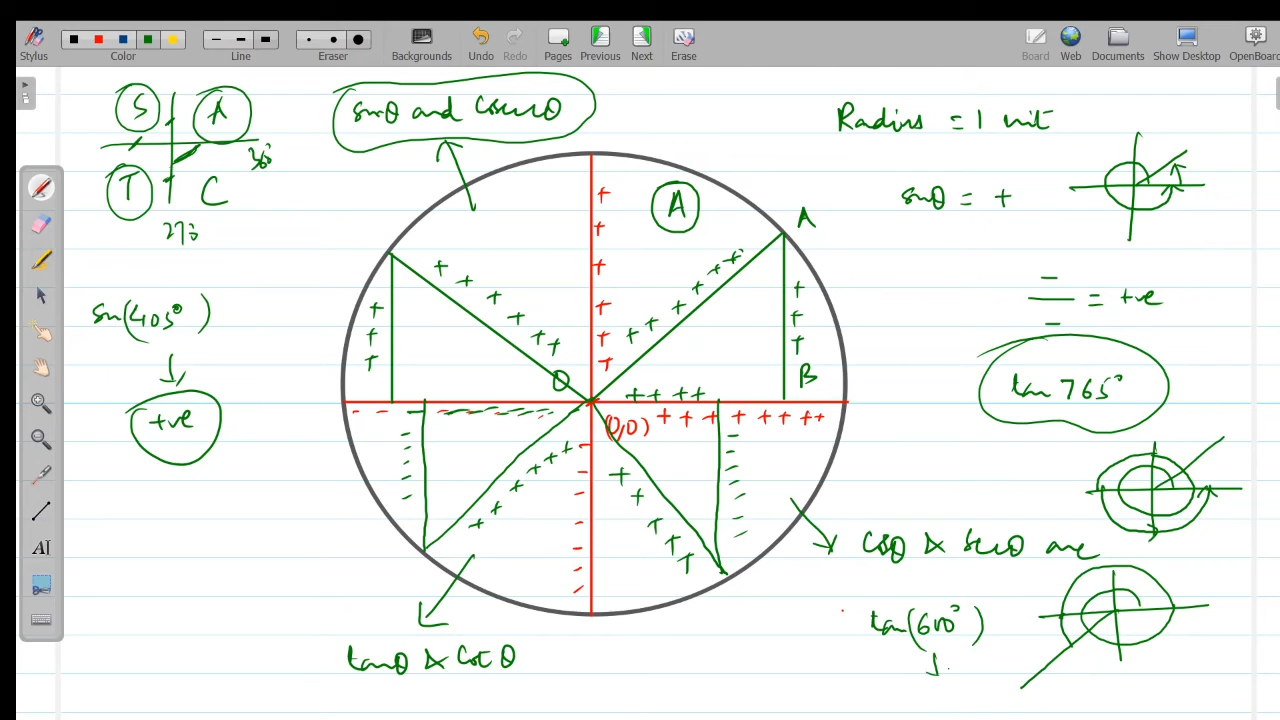 Stylus Color Line Eraser Backgrounds Undo Redo Pages Previous Next Erase Board Web Documents Show Desktop OpenBoard
S A
T C
360
270
sinθ and cosecθ
Radius = 1 unit
sinθ = +
A
A
B
O
(0,0)
sin(405°)
+ve
−/− = +ve
tan 765°
cosθ & secθ are
tan(600°)
tanθ & cotθ